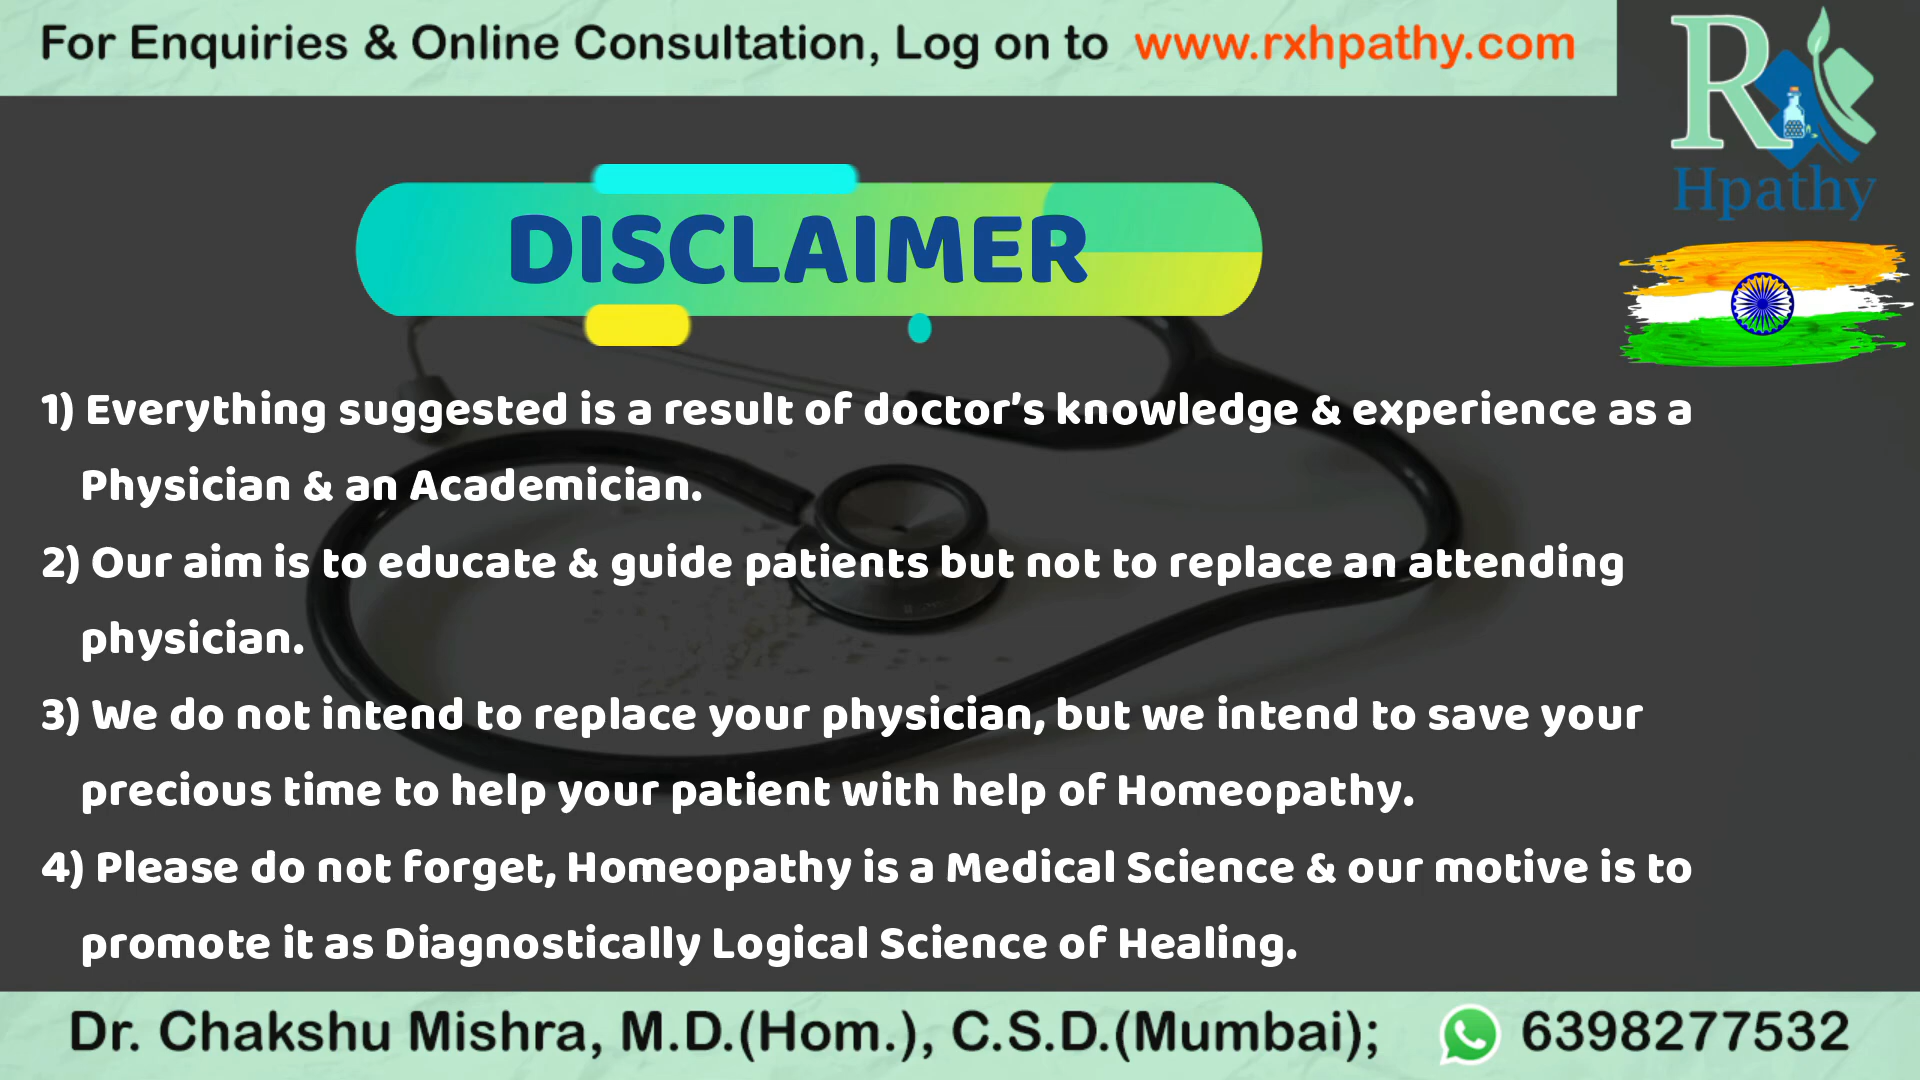 For Enquiries & Online Consultation, Log on to www.rxhpathy.com
Rx
Hpathy
DISCLAIMER
1) Everything suggested is a result of doctor's knowledge & experience as a
Physician & an Academician.
2) Our aim is to educate & guide patients but not to replace an attending
physician.
3) We do not intend to replace your physician, but we intend to save your
precious time to help your patient with help of Homeopathy.
4) Please do not forget, Homeopathy is a Medical Science & our motive is to
promote it as Diagnostically Logical Science of Healing.
Dr. Chakshu Mishra, M.D.(Hom.), C.S.D.(Mumbai); 6398277532